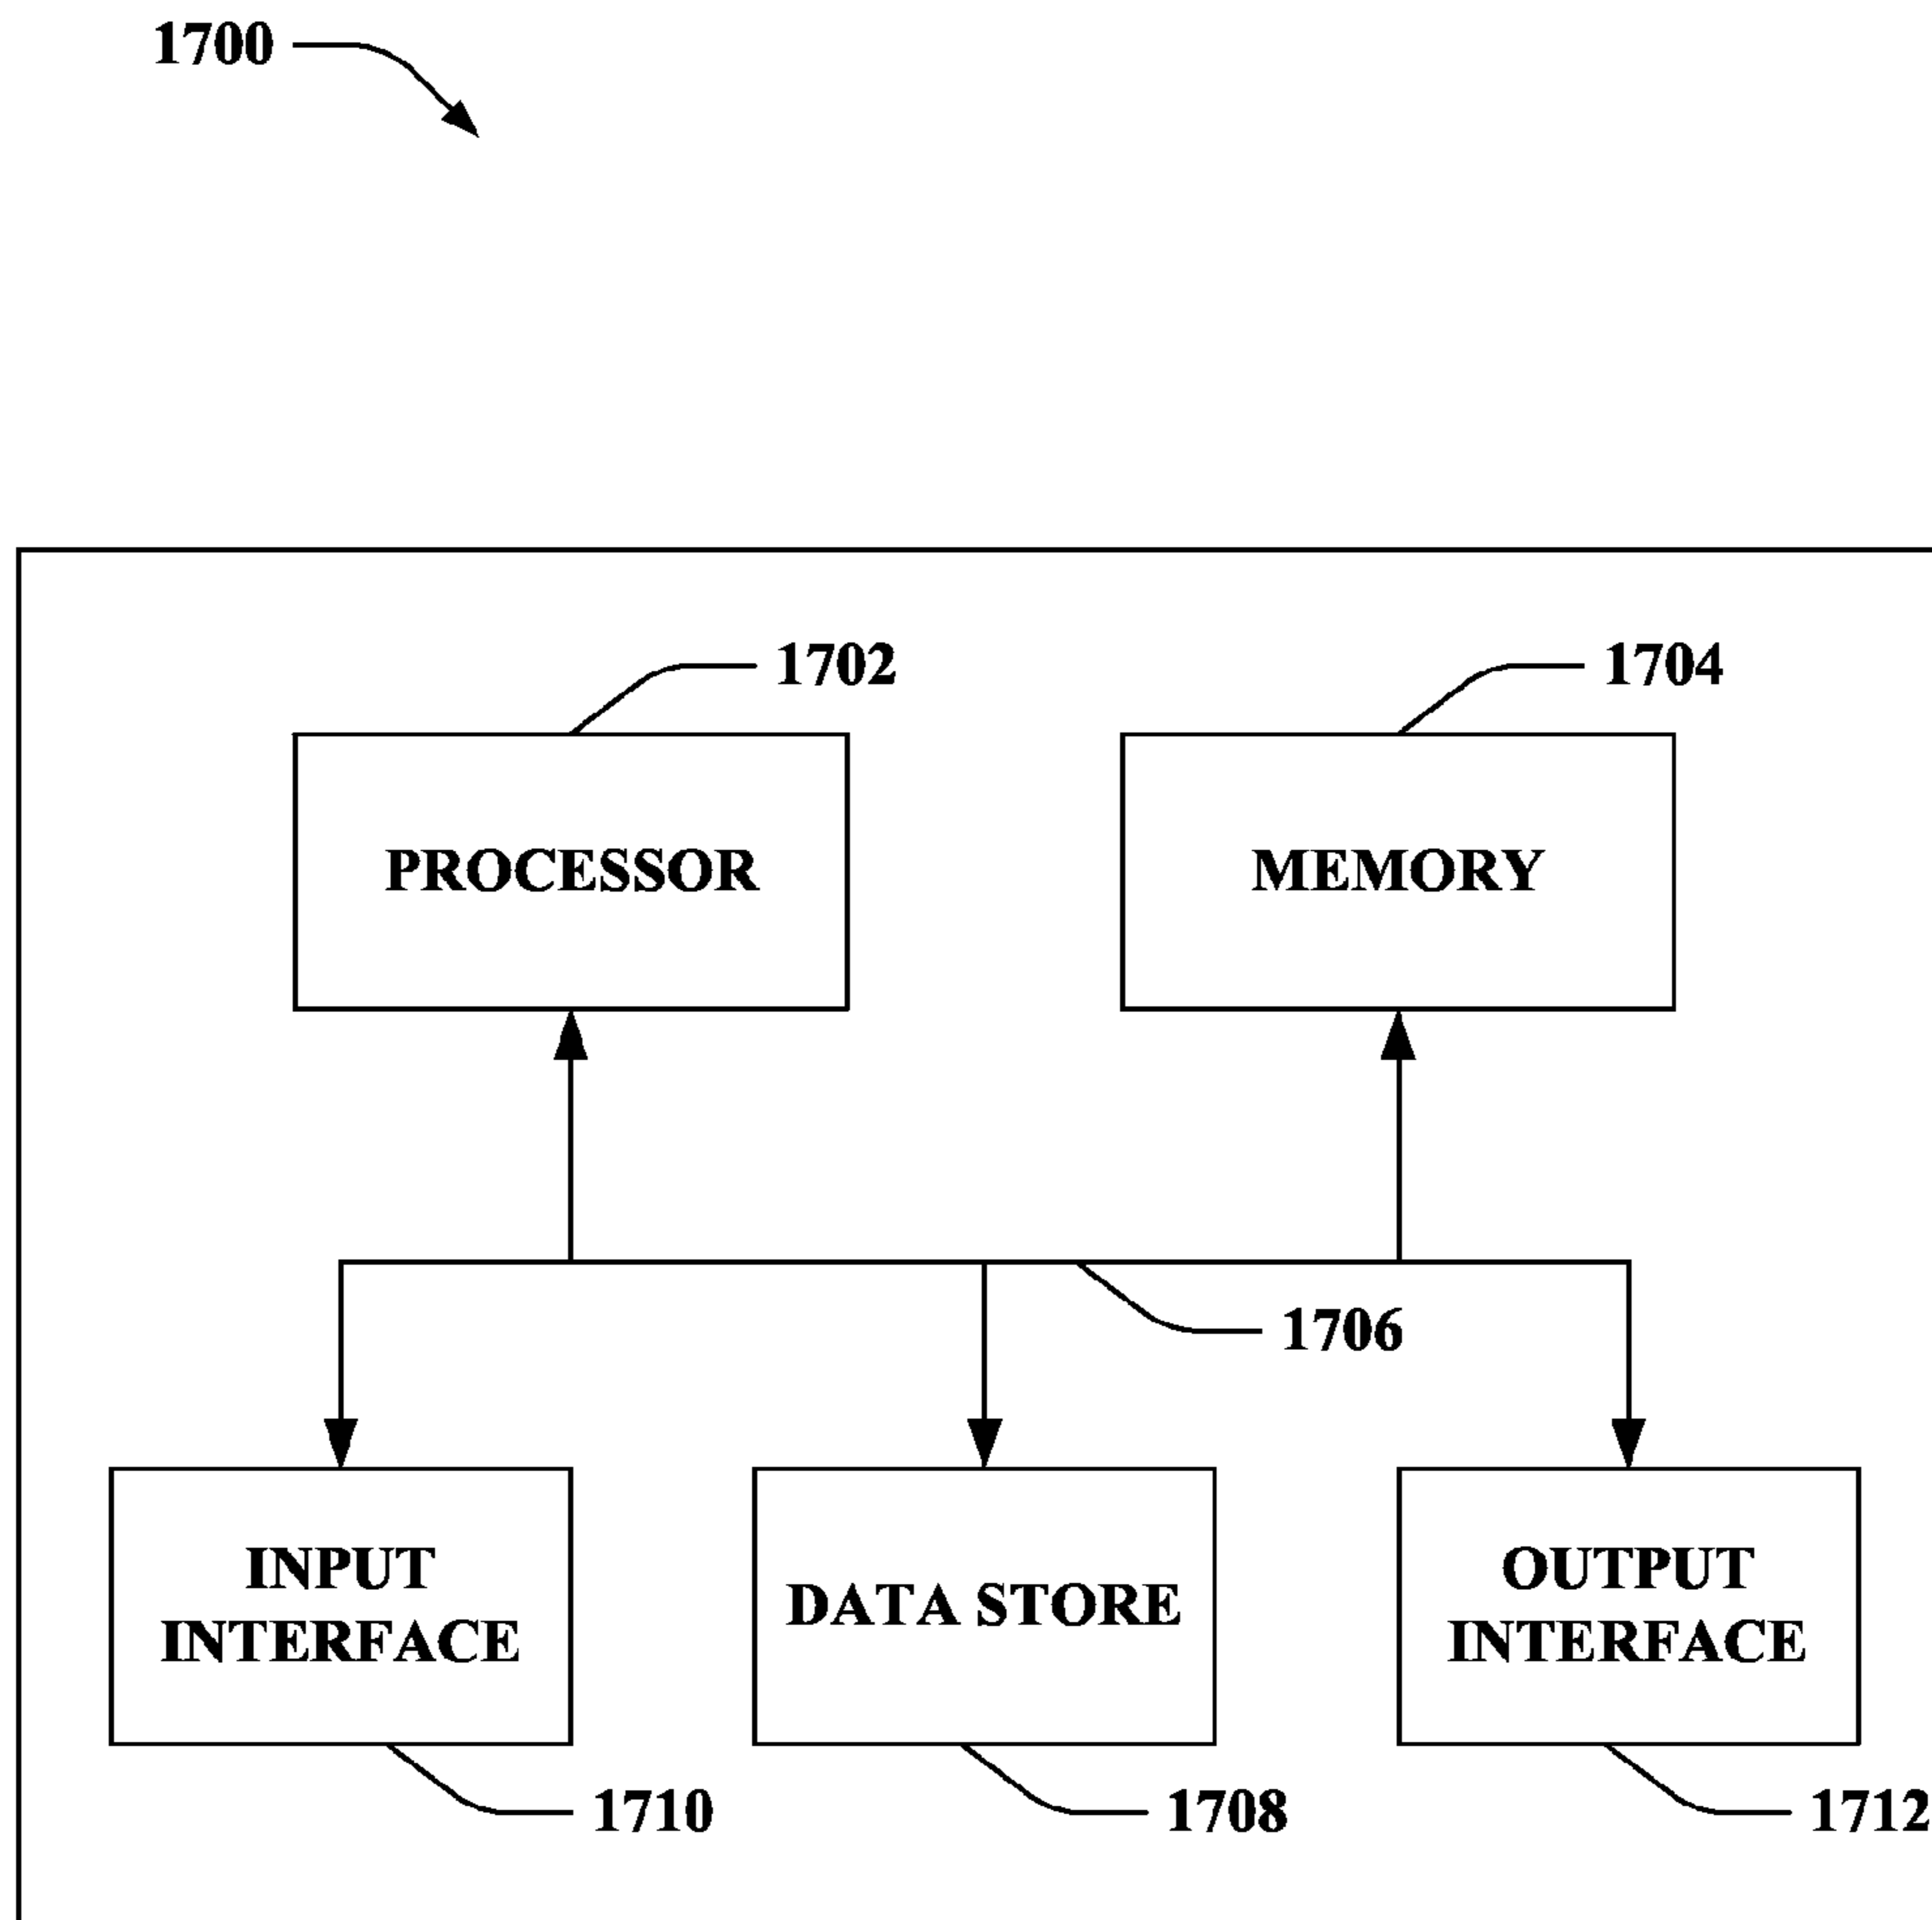 1700
1702
1704
PROCESSOR
MEMORY
1706
INPUT
INTERFACE
DATA STORE
OUTPUT
INTERFACE
1710
1708
1712